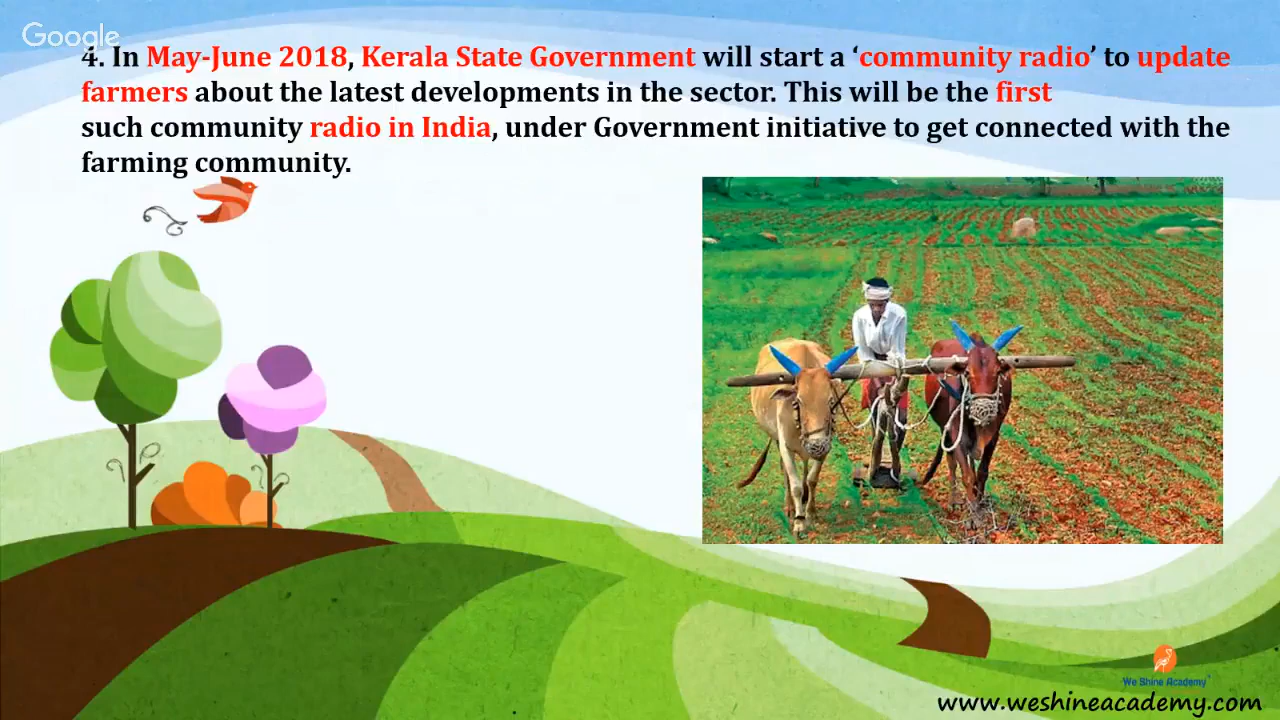 Google
4. In May-June 2018, Kerala State Government will start a ‘community radio’ to update
farmers about the latest developments in the sector. This will be the first
such community radio in India, under Government initiative to get connected with the
farming community.
We Shine Academy
www.weshineacademy.com